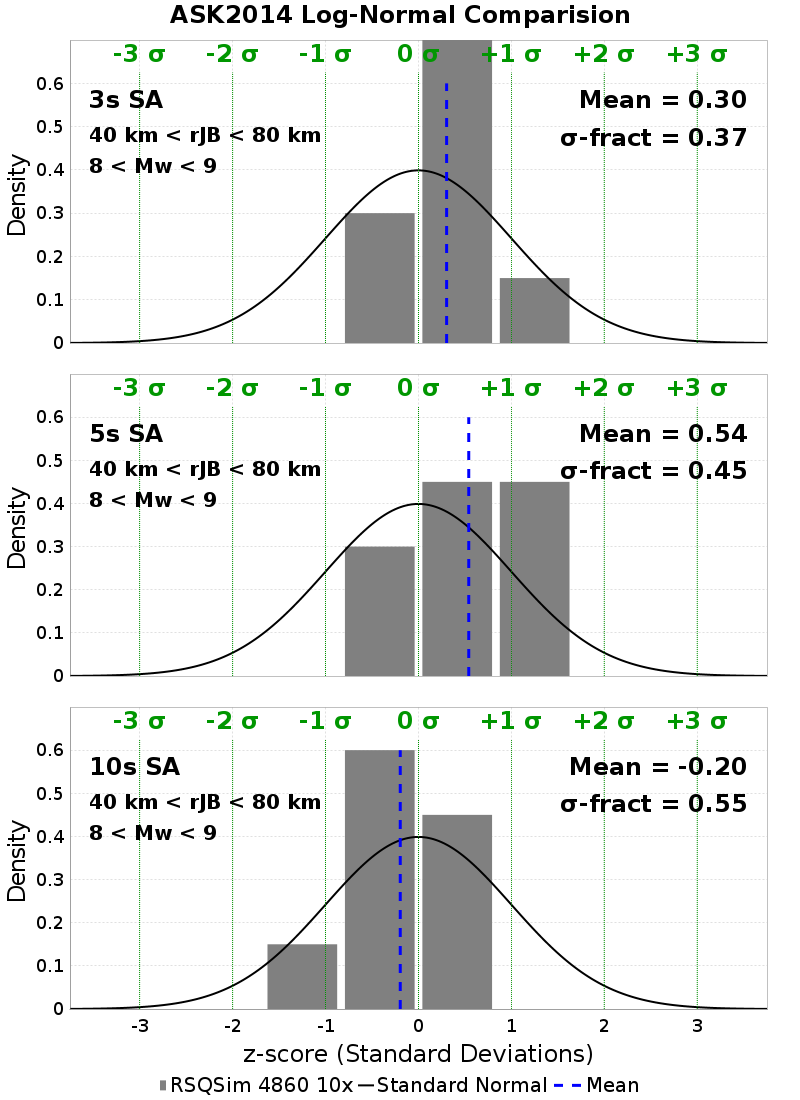 ASK2014 Log-Normal Comparision
-3 σ -2 σ -1 σ 0 σ +1 σ +2 σ +3 σ
3s SA
40 km < rJB < 80 km
8 < Mw < 9
Mean = 0.30
σ-fract = 0.37
Density
0.6
0.5
0.4
0.3
0.2
0.1
0
-3 σ -2 σ -1 σ 0 σ +1 σ +2 σ +3 σ
5s SA
40 km < rJB < 80 km
8 < Mw < 9
Mean = 0.54
σ-fract = 0.45
Density
0.6
0.5
0.4
0.3
0.2
0.1
0
-3 σ -2 σ -1 σ 0 σ +1 σ +2 σ +3 σ
10s SA
40 km < rJB < 80 km
8 < Mw < 9
Mean = -0.20
σ-fract = 0.55
Density
0.6
0.5
0.4
0.3
0.2
0.1
0
-3 -2 -1 0 1 2 3
z-score (Standard Deviations)
RSQSim 4860 10x Standard Normal Mean